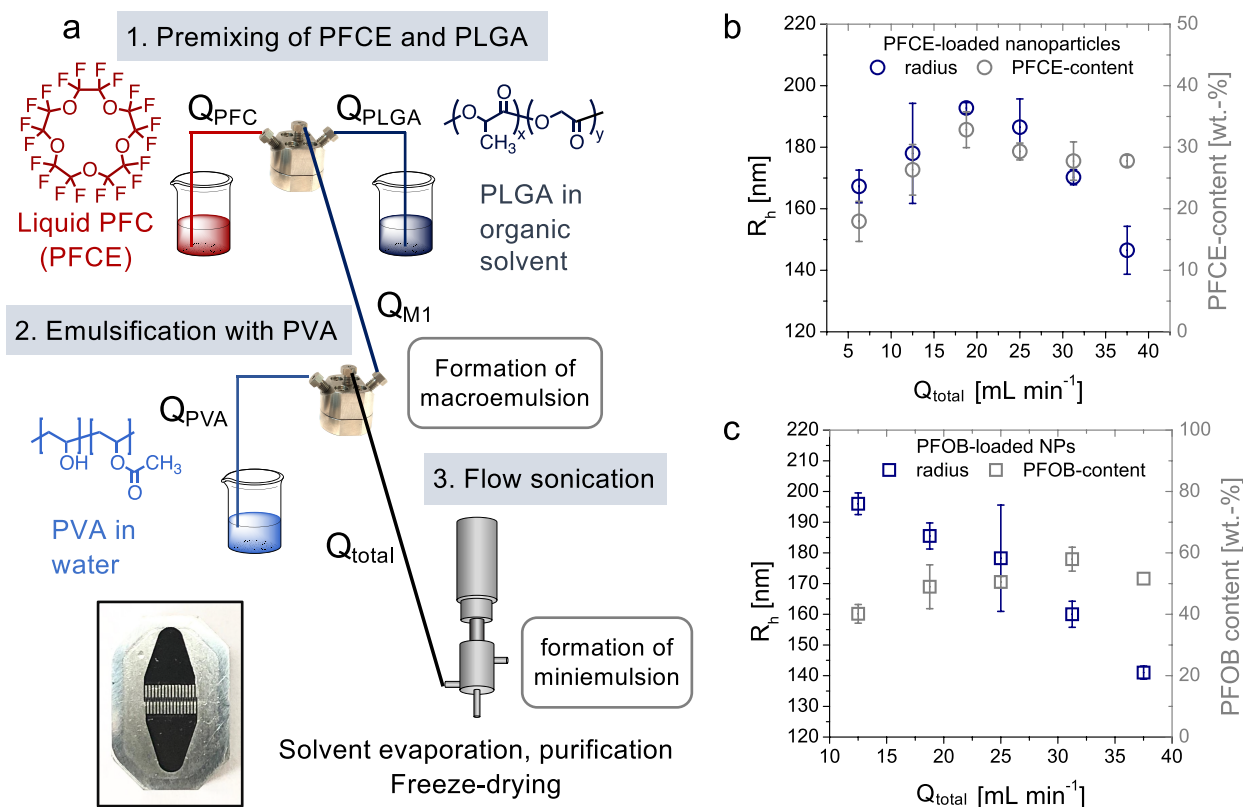 a
1. Premixing of PFCE and PLGA
F F F F F F F F F F F F F F F F F F F F
O O O O O
Q_PFC
Q_PLGA
O O x O O y
CH₃
Liquid PFC
(PFCE)
PLGA in
organic
solvent
Q_M1
2. Emulsification with PVA
Formation of
macroemulsion
Q_PVA
OH O CH₃
O
PVA in
water
3. Flow sonication
Q_total
formation of
miniemulsion
Solvent evaporation, purification
Freeze-drying
b
PFCE-loaded nanoparticles
radius PFCE-content
R_h [nm]
220
200
180
160
140
120
PFCE-content [wt.-%]
50
40
30
20
10
0
5 10 15 20 25 30 35 40
Q_total [mL min⁻¹]
c
PFOB-loaded NPs
radius PFOB-content
R_h [nm]
220
210
200
190
180
170
160
150
140
130
120
PFOB content [wt.-%]
100
80
60
40
20
0
10 15 20 25 30 35 40
Q_total [mL min⁻¹]